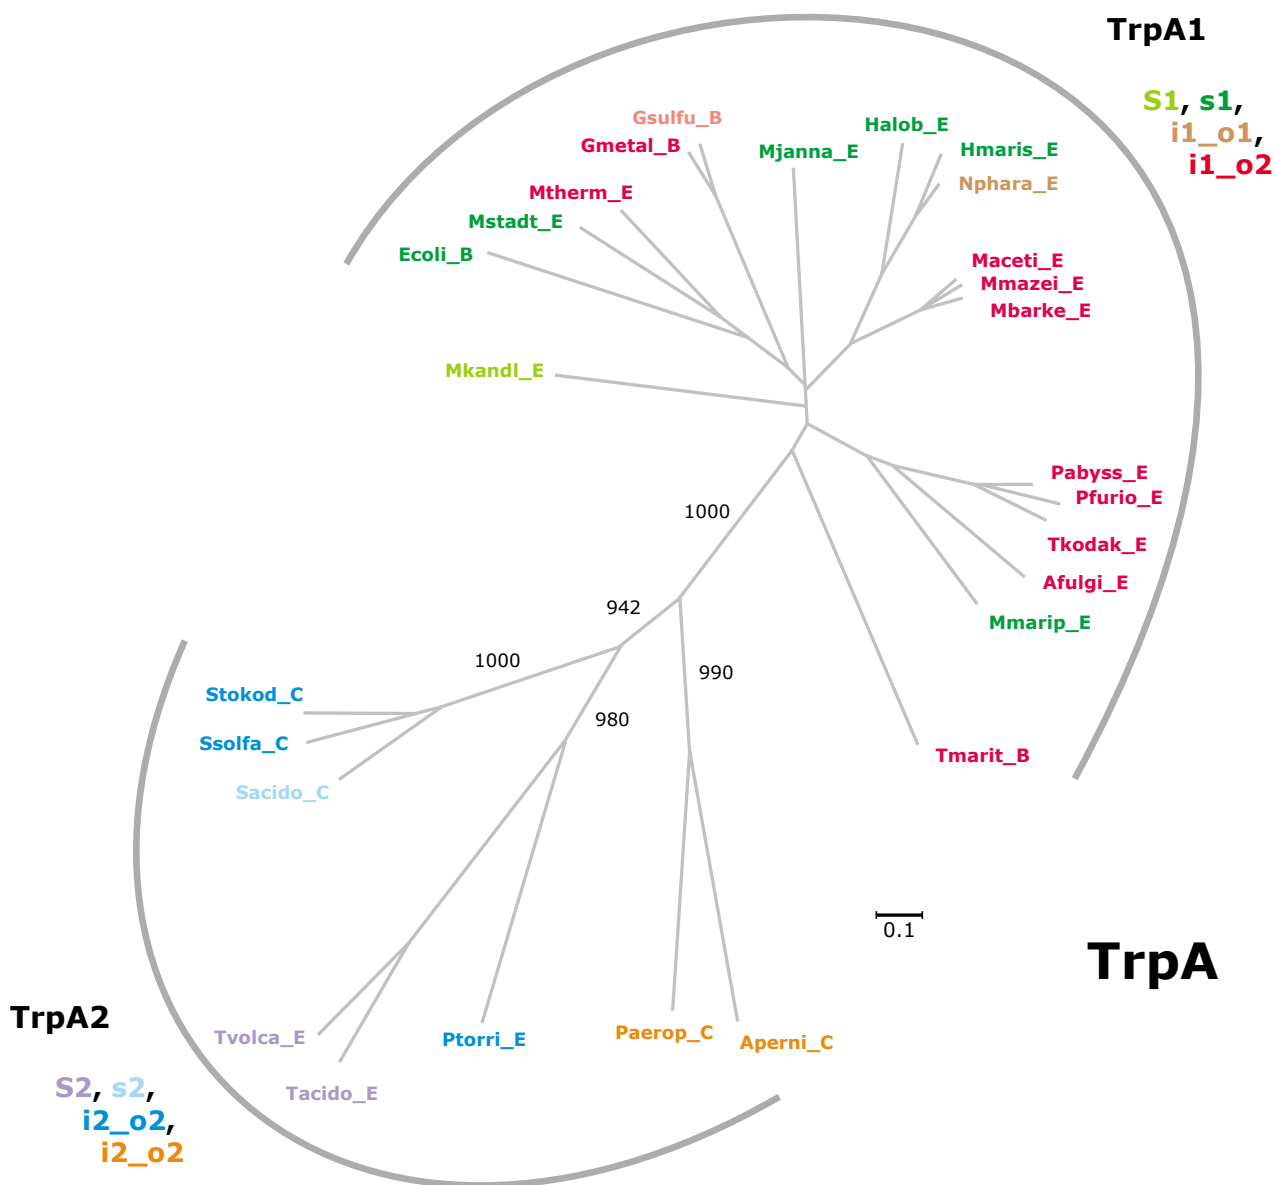 TrpA1
S1, s1,
i1_o1,
i1_o2
Gsulfu_B
Gmetal_B
Mjanna_E
Halob_E
Hmaris_E
Nphara_E
Mtherm_E
Mstadt_E
Ecoli_B
Maceti_E
Mmazei_E
Mbarke_E
Mkandl_E
Pabyss_E
Pfurio_E
Tkodak_E
Afulgi_E
Mmarip_E
Tmarit_B
1000
942
1000
990
980
Stokod_C
Ssolfa_C
Sacido_C
0.1
TrpA
TrpA2
S2, s2,
i2_o2,
i2_o2
Tvolca_E
Tacido_E
Ptorri_E
Paerop_C
Aperni_C